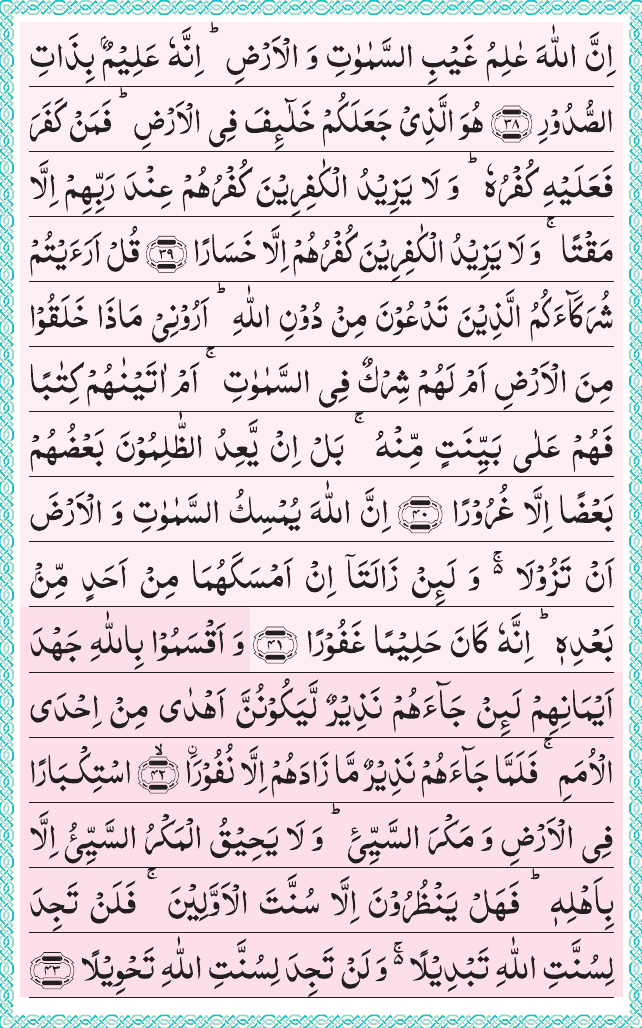 اِنَّ اللّٰهَ عٰلِمُ غَيْبِ السَّمٰوٰتِ وَ الْاَرْضِ ؕ اِنَّهٗ عَلِيْمٌۢ بِذَاتِ
الصُّدُوْرِ ﴿۳۸﴾ هُوَ الَّذِيْ جَعَلَكُمْ خَلٰٓىِٕفَ فِي الْاَرْضِ ؕ فَمَنْ كَفَرَ
فَعَلَيْهِ كُفْرُهٗ ؕ وَ لَا يَزِيْدُ الْكٰفِرِيْنَ كُفْرُهُمْ عِنْدَ رَبِّهِمْ اِلَّا
مَقْتًا ۚ وَ لَا يَزِيْدُ الْكٰفِرِيْنَ كُفْرُهُمْ اِلَّا خَسَارًا ﴿۳۹﴾ قُلْ اَرَءَيْتُمْ
شُرَكَآءَكُمُ الَّذِيْنَ تَدْعُوْنَ مِنْ دُوْنِ اللّٰهِ ؕ اَرُوْنِيْ مَاذَا خَلَقُوْا
مِنَ الْاَرْضِ اَمْ لَهُمْ شِرْكٌ فِي السَّمٰوٰتِ ۚ اَمْ اٰتَيْنٰهُمْ كِتٰبًا
فَهُمْ عَلٰى بَيِّنَتٍ مِّنْهُ ۚ بَلْ اِنْ يَّعِدُ الظّٰلِمُوْنَ بَعْضُهُمْ
بَعْضًا اِلَّا غُرُوْرًا ﴿۴۰﴾ اِنَّ اللّٰهَ يُمْسِكُ السَّمٰوٰتِ وَ الْاَرْضَ
اَنْ تَزُوْلَا ۚ۬ وَ لَىِٕنْ زَالَتَاۤ اِنْ اَمْسَكَهُمَا مِنْ اَحَدٍ مِّنْۢ
بَعْدِهٖ ؕ اِنَّهٗ كَانَ حَلِيْمًا غَفُوْرًا ﴿۴۱﴾ وَ اَقْسَمُوْا بِاللّٰهِ جَهْدَ
اَيْمَانِهِمْ لَىِٕنْ جَآءَهُمْ نَذِيْرٌ لَّيَكُوْنُنَّ اَهْدٰى مِنْ اِحْدَى
الْاُمَمِ ۚ فَلَمَّا جَآءَهُمْ نَذِيْرٌ مَّا زَادَهُمْ اِلَّا نُفُوْرَاۨ ﴿ۙ۴۲﴾ اسْتِكْبَارًا
فِي الْاَرْضِ وَ مَكْرَ السَّيِّئِ ؕ وَ لَا يَحِيْقُ الْمَكْرُ السَّيِّئُ اِلَّا
بِاَهْلِهٖ ؕ فَهَلْ يَنْظُرُوْنَ اِلَّا سُنَّتَ الْاَوَّلِيْنَ ۚ فَلَنْ تَجِدَ
لِسُنَّتِ اللّٰهِ تَبْدِيْلًا ۚ۬ وَ لَنْ تَجِدَ لِسُنَّتِ اللّٰهِ تَحْوِيْلًا ﴿۴۳﴾